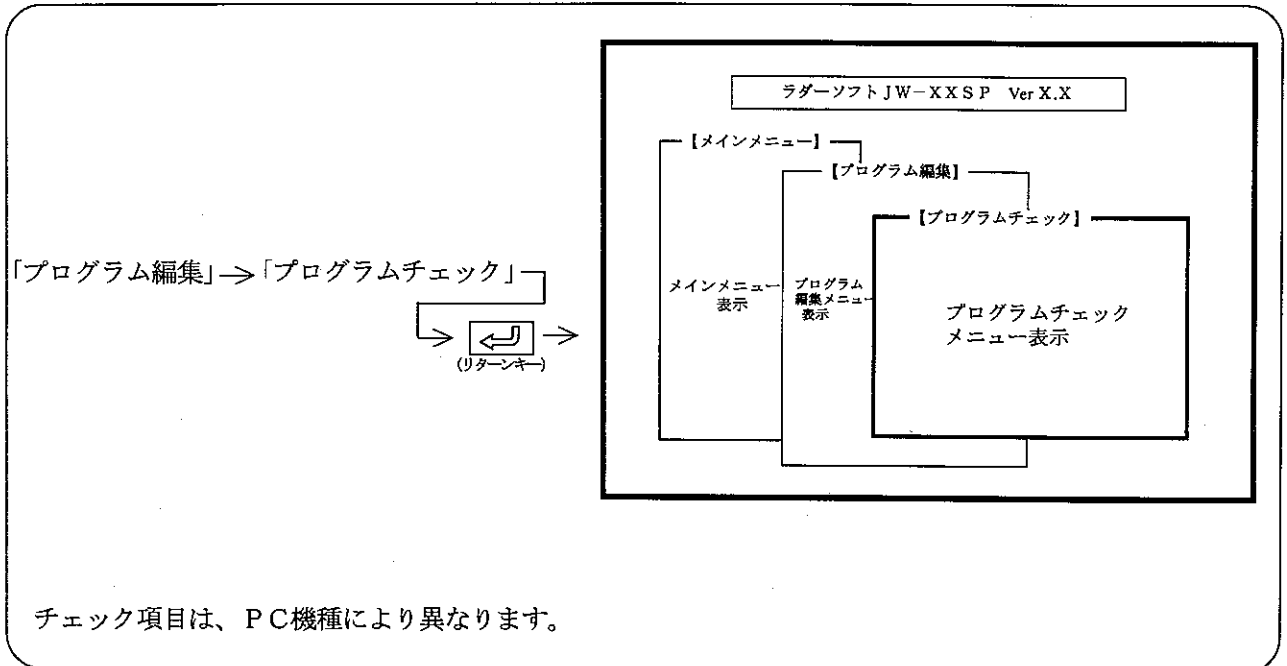 ラダーソフトJW-XXSP Ver X.X
【メインメニュー】
【プログラム編集】
【プログラムチェック】
「プログラム編集」→「プログラムチェック」
(リターンキー)
メインメニュー
表示
プログラム
編集メニュー
表示
プログラムチェック
メニュー表示
チェック項目は、PC機種により異なります。